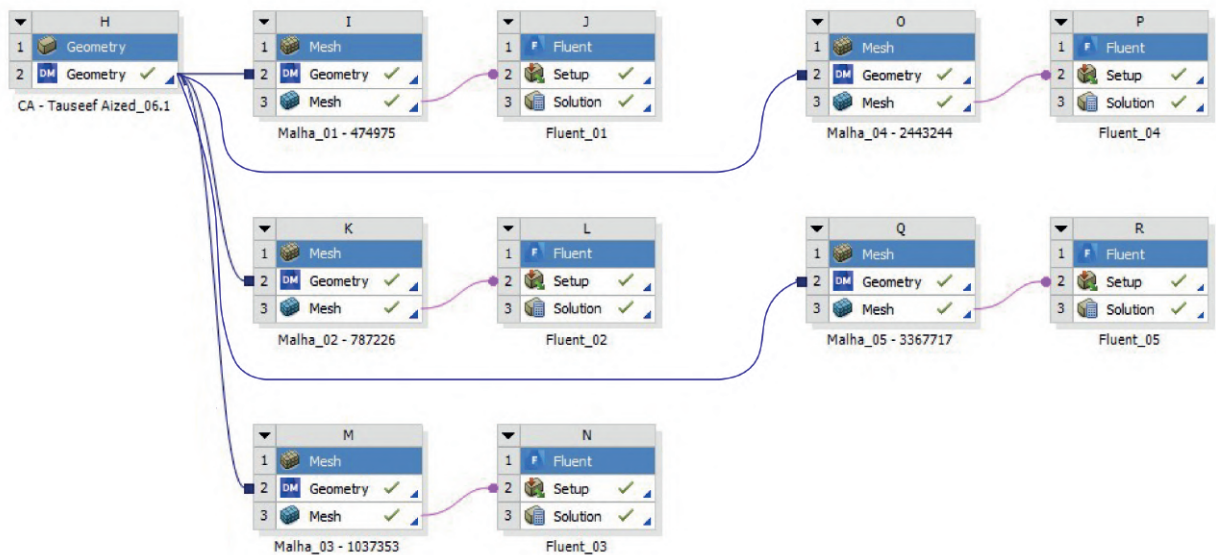 H
1 Geometry
2 DM Geometry
CA - Tauseef Aized_06.1
I
1 Mesh
2 DM Geometry
3 Mesh
Malha_01 - 474975
J
1 F Fluent
2 Setup
3 Solution
Fluent_01
O
1 Mesh
2 DM Geometry
3 Mesh
Malha_04 - 2443244
P
1 F Fluent
2 Setup
3 Solution
Fluent_04
K
1 Mesh
2 DM Geometry
3 Mesh
Malha_02 - 787226
L
1 F Fluent
2 Setup
3 Solution
Fluent_02
Q
1 Mesh
2 DM Geometry
3 Mesh
Malha_05 - 3367717
R
1 F Fluent
2 Setup
3 Solution
Fluent_05
M
1 Mesh
2 DM Geometry
3 Mesh
Malha_03 - 1037353
N
1 F Fluent
2 Setup
3 Solution
Fluent_03